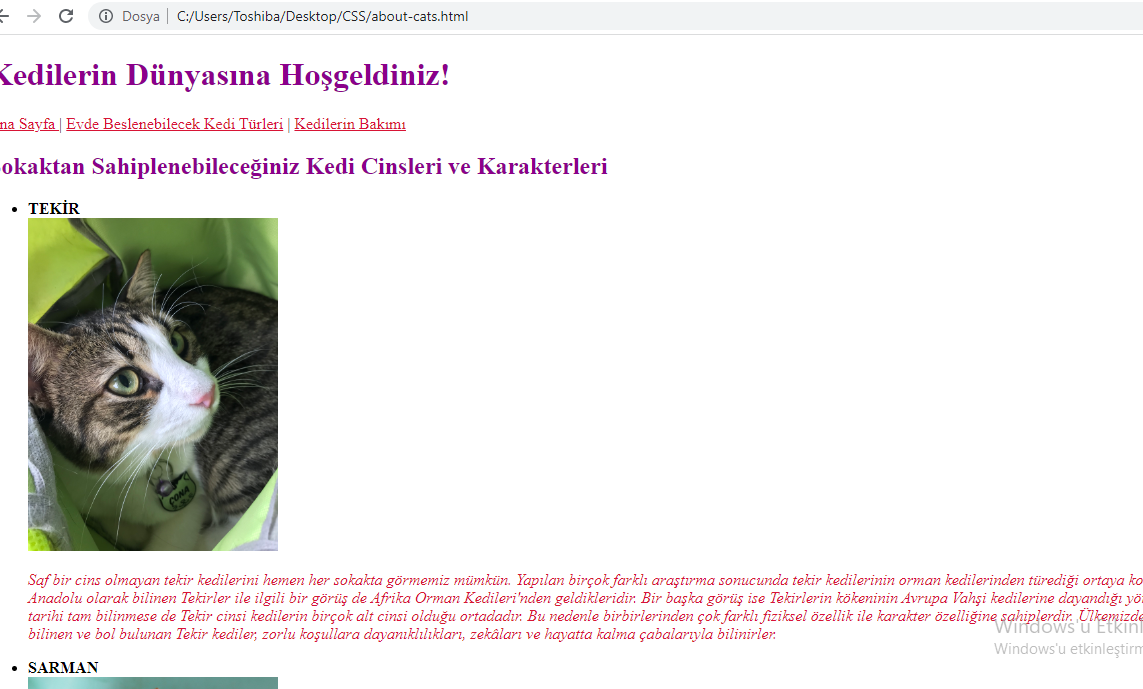 Dosya | C:/Users/Toshiba/Desktop/CSS/about-cats.html
Kedilerin Dünyasına Hoşgeldiniz!
na Sayfa | Evde Beslenebilecek Kedi Türleri | Kedilerin Bakımı
okaktan Sahiplenebileceğiniz Kedi Cinsleri ve Karakterleri
• TEKİR
ÇONA
Saf bir cins olmayan tekir kedilerini hemen her sokakta görmemiz mümkün. Yapılan birçok farklı araştırma sonucunda tekir kedilerinin orman kedilerinden türediği ortaya ko
Anadolu olarak bilinen Tekirler ile ilgili bir görüş de Afrika Orman Kedileri'nden geldikleridir. Bir başka görüş ise Tekirlerin kökeninin Avrupa Vahşi kedilerine dayandığı yö
tarihi tam bilinmese de Tekir cinsi kedilerin birçok alt cinsi olduğu ortadadır. Bu nedenle birbirlerinden çok farklı fiziksel özellik ile karakter özelliğine sahiplerdir. Ülkemizde
bilinen ve bol bulunan Tekir kediler, zorlu koşullara dayanıklılıkları, zekâları ve hayatta kalma çabalarıyla bilinirler.
Windows'u Etkinl
Windows'u etkinleştirm
• SARMAN